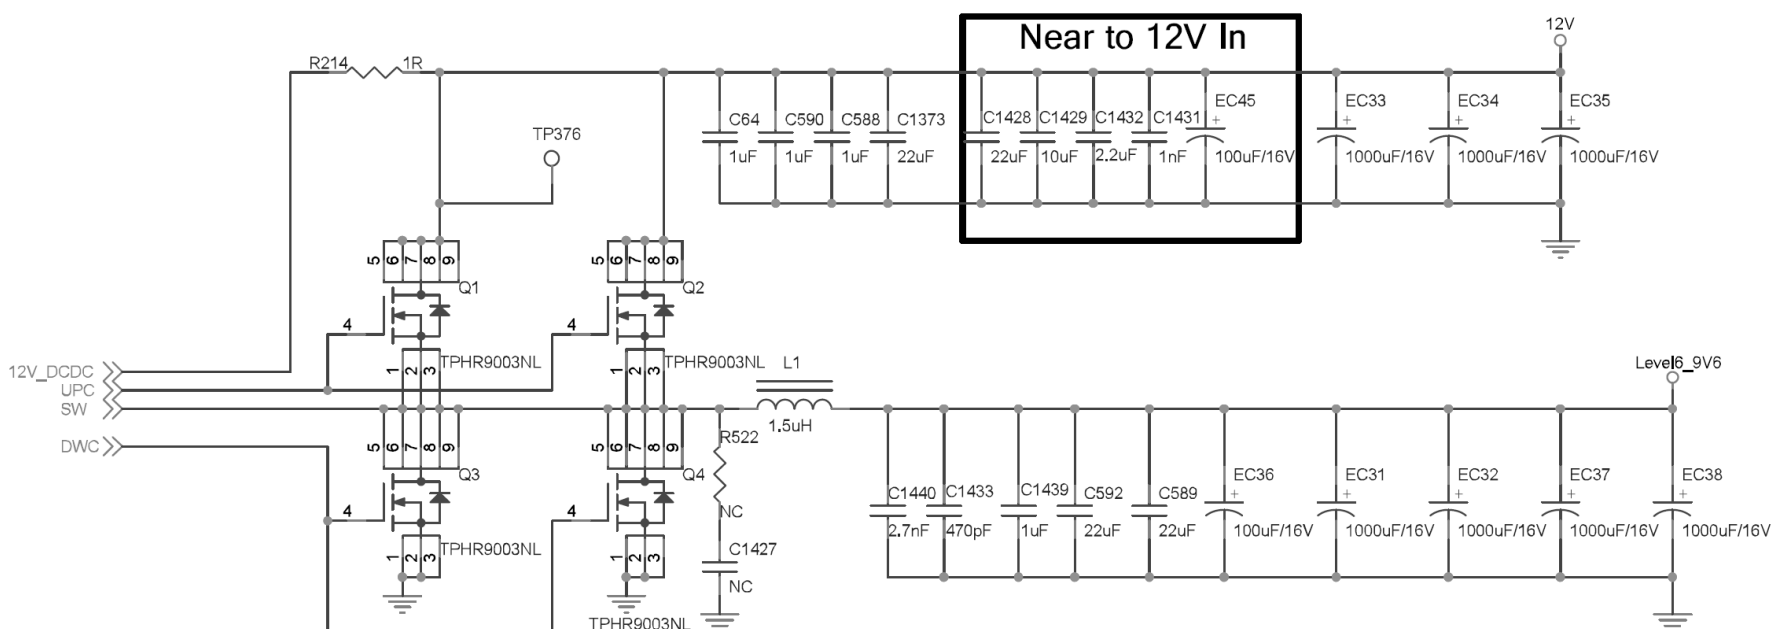 Near to 12V In
12V
R214 1R
EC45 EC33 EC34 EC35
C64 C590 C588 C1373 C1428 C1429 C1432 C1431
+ + + +
TP376
1uF 1uF 1uF 22uF 22uF 10uF 2.2uF 1nF 100uF/16V 1000uF/16V 1000uF/16V 1000uF/16V
5 6 7 8 9 5 6 7 8 9
Q1 Q2
4 4
TPHR9003NL TPHR9003NL L1 Level6_9V6
1 2 3 1 2 3
12V_DCDC
UPC
SW
1.5uH
R522
DWC
5 6 7 8 9 5 6 7 8 9
Q3 Q4
EC36 EC31 EC32 EC37 EC38
C1440 C1433 C1439 C592 C589
+ + + + +
4 4 NC
2.7nF 470pF 1uF 22uF 22uF 100uF/16V 1000uF/16V 1000uF/16V 1000uF/16V 1000uF/16V
TPHR9003NL C1427
1 2 3 1 2 3
NC
TPHR9003NL